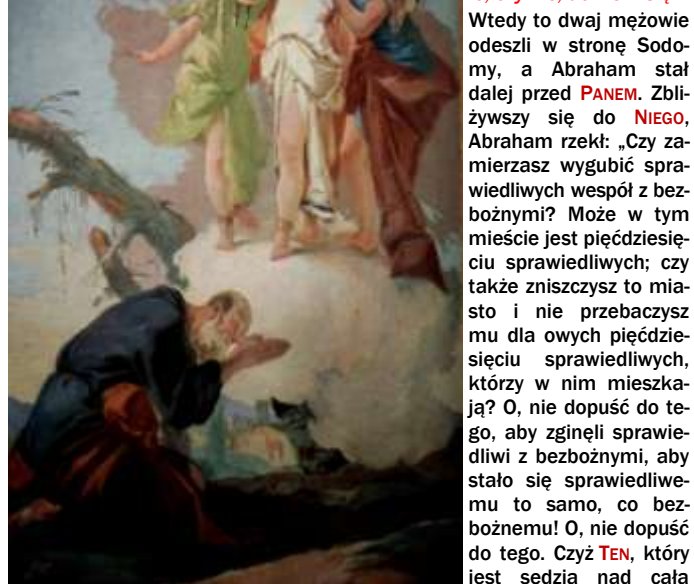 Wtedy to dwaj mężowie
odeszli w stronę Sodo-
my, a Abraham stał
dalej przed PANEM. Zbli-
żywszy się do NIEGO,
Abraham rzekł: „Czy za-
mierzasz wygubić spra-
wiedliwych wespół z bez-
bożnymi? Może w tym
mieście jest pięćdziesię-
ciu sprawiedliwych; czy
także zniszczysz to mia-
sto i nie przebaczysz
mu dla owych pięćdzie-
sięciu sprawiedliwych,
którzy w nim mieszka-
ją? O, nie dopuść do te-
go, aby zginęli sprawie-
dliwi z bezbożnymi, aby
stało się sprawiedliwe-
mu to samo, co bez-
bożnemu! O, nie dopuść
do tego. Czyż TEN, który
jest sędzią nad całą